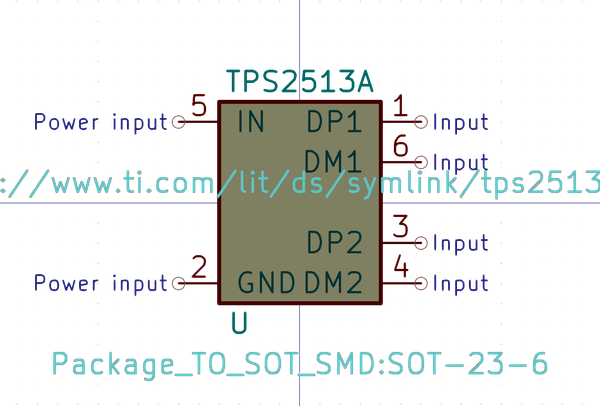 TPS2513A
Power input 5 IN DP1 1 Input
DM1 6 Input
://www.ti.com/lit/ds/symlink/tps2513
DP2 3 Input
Power input 2 GND DM2 4 Input
U
Package_TO_SOT_SMD:SOT-23-6